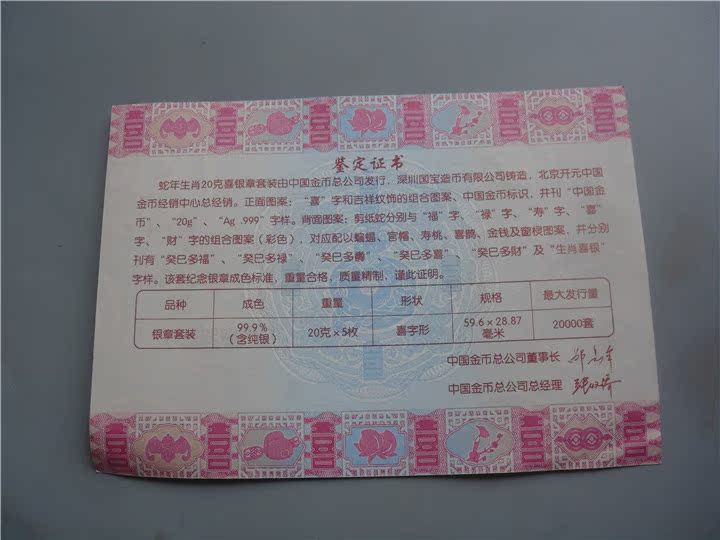 鉴定证书
蛇年生肖20克喜银章套装由中国金币总公司发行，深圳国宝造币有限公司铸造，北京开元中国
金币经销中心总经销。正面图案：“喜”字和吉祥纹饰的组合图案、中国金币标识，并刊“中国金
币”、“20g”、“Ag .999”字样。背面图案：剪纸蛇分别与“福”字、“禄”字、“寿”字、“喜”
字、“财”字的组合图案（彩色），对应配以蝙蝠、官帽、寿桃、喜鹊、金钱及窗棂图案，并分别
刊有“癸巳多福”、“癸巳多禄”、“癸巳多壽”、“癸巳多喜”、“癸巳多財”及“生肖喜银”
字样。该套纪念银章成色标准，重量合格，质量精制、谨此证明。
品种 成色 重量 形状 规格 最大发行量
银章套装 99.9%（含纯银） 20克×5枚 喜字形 59.6×28.87毫米 20000套
中国金币总公司董事长
中国金币总公司总经理